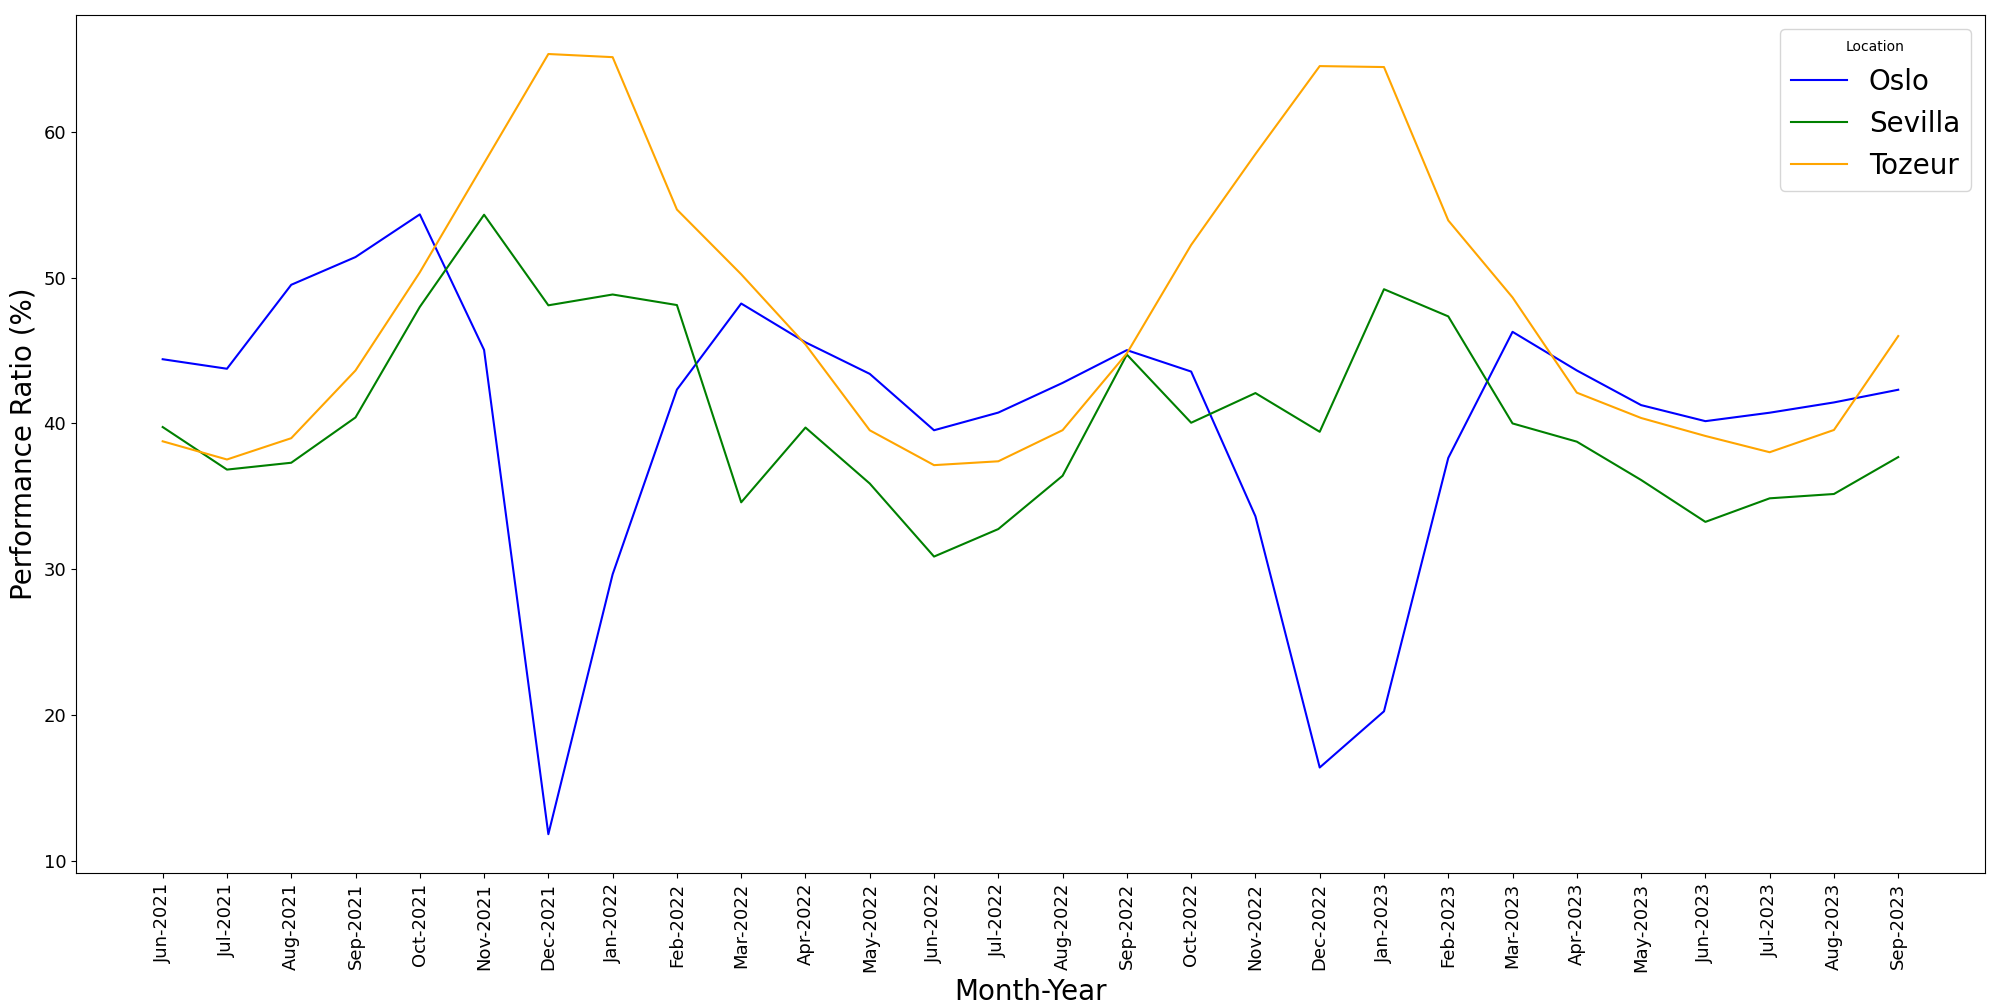 Location
Oslo
Sevilla
Tozeur
Performance Ratio (%)
60
50
40
30
20
10
Jun-2021
Jul-2021
Aug-2021
Sep-2021
Oct-2021
Nov-2021
Dec-2021
Jan-2022
Feb-2022
Mar-2022
Apr-2022
May-2022
Jun-2022
Jul-2022
Aug-2022
Sep-2022
Oct-2022
Nov-2022
Dec-2022
Jan-2023
Feb-2023
Mar-2023
Apr-2023
May-2023
Jun-2023
Jul-2023
Aug-2023
Sep-2023
Month-Year